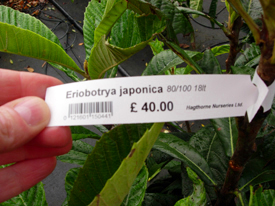 Eriobotrya japonica 80/100 18lt
£ 40.00
Hagthorne Nurseries Ltd.